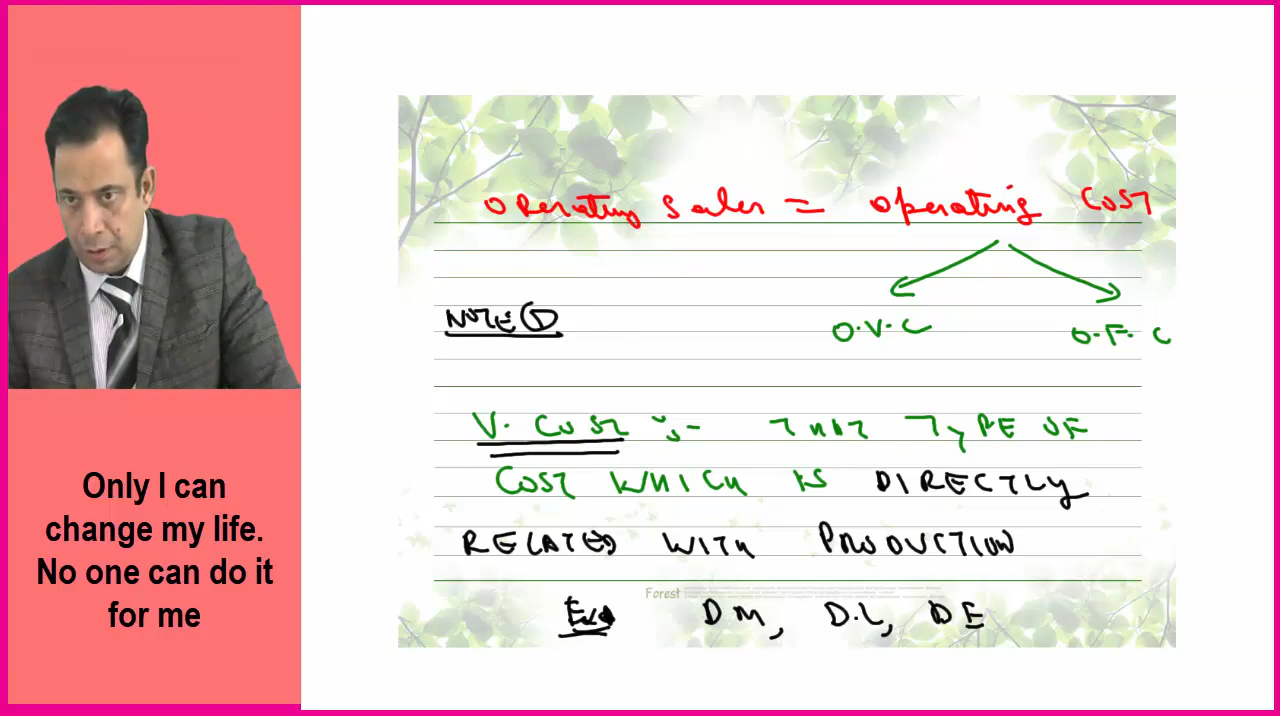 Operating Sales = Operating COST
O.V.C O.F.C
NOTE ①
V. COST :- THAT TYPE OF
COST WHICH IS DIRECTLY
RELATED WITH PRODUCTION
Forest
DM, D.L, DE
Only I can
change my life.
No one can do it
for me